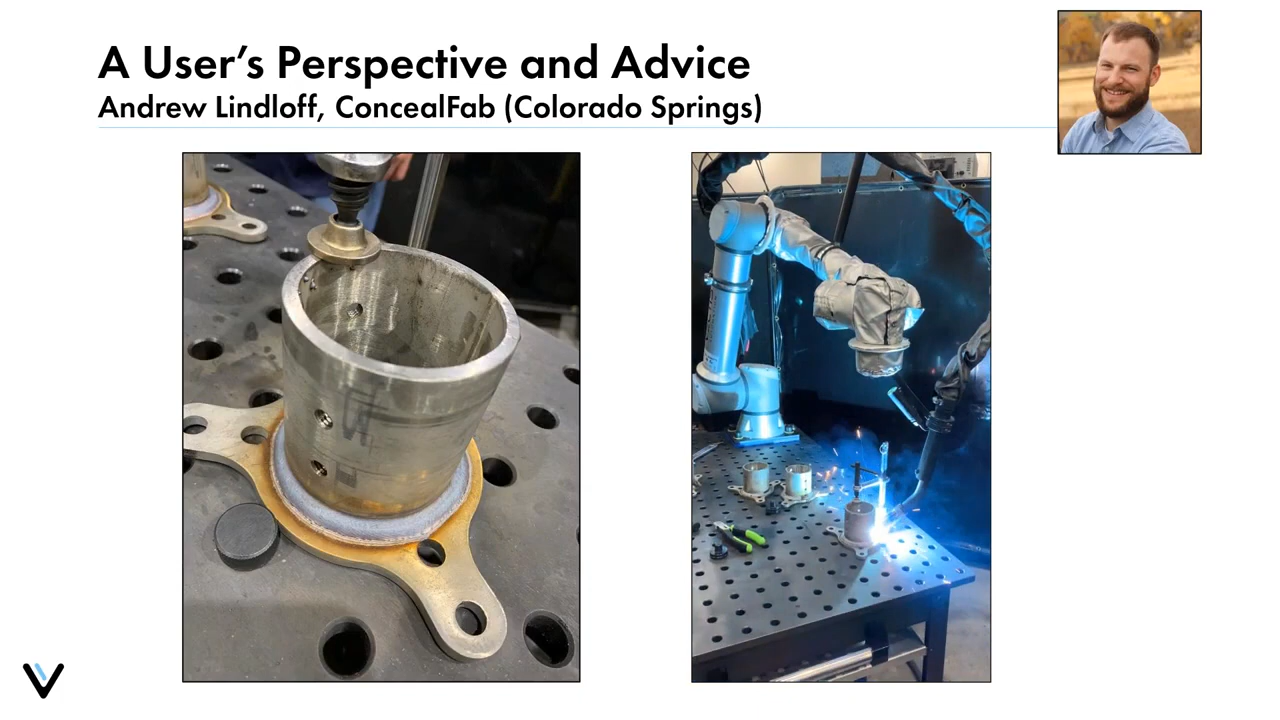 A User’s Perspective and Advice
Andrew Lindloff, ConcealFab (Colorado Springs)